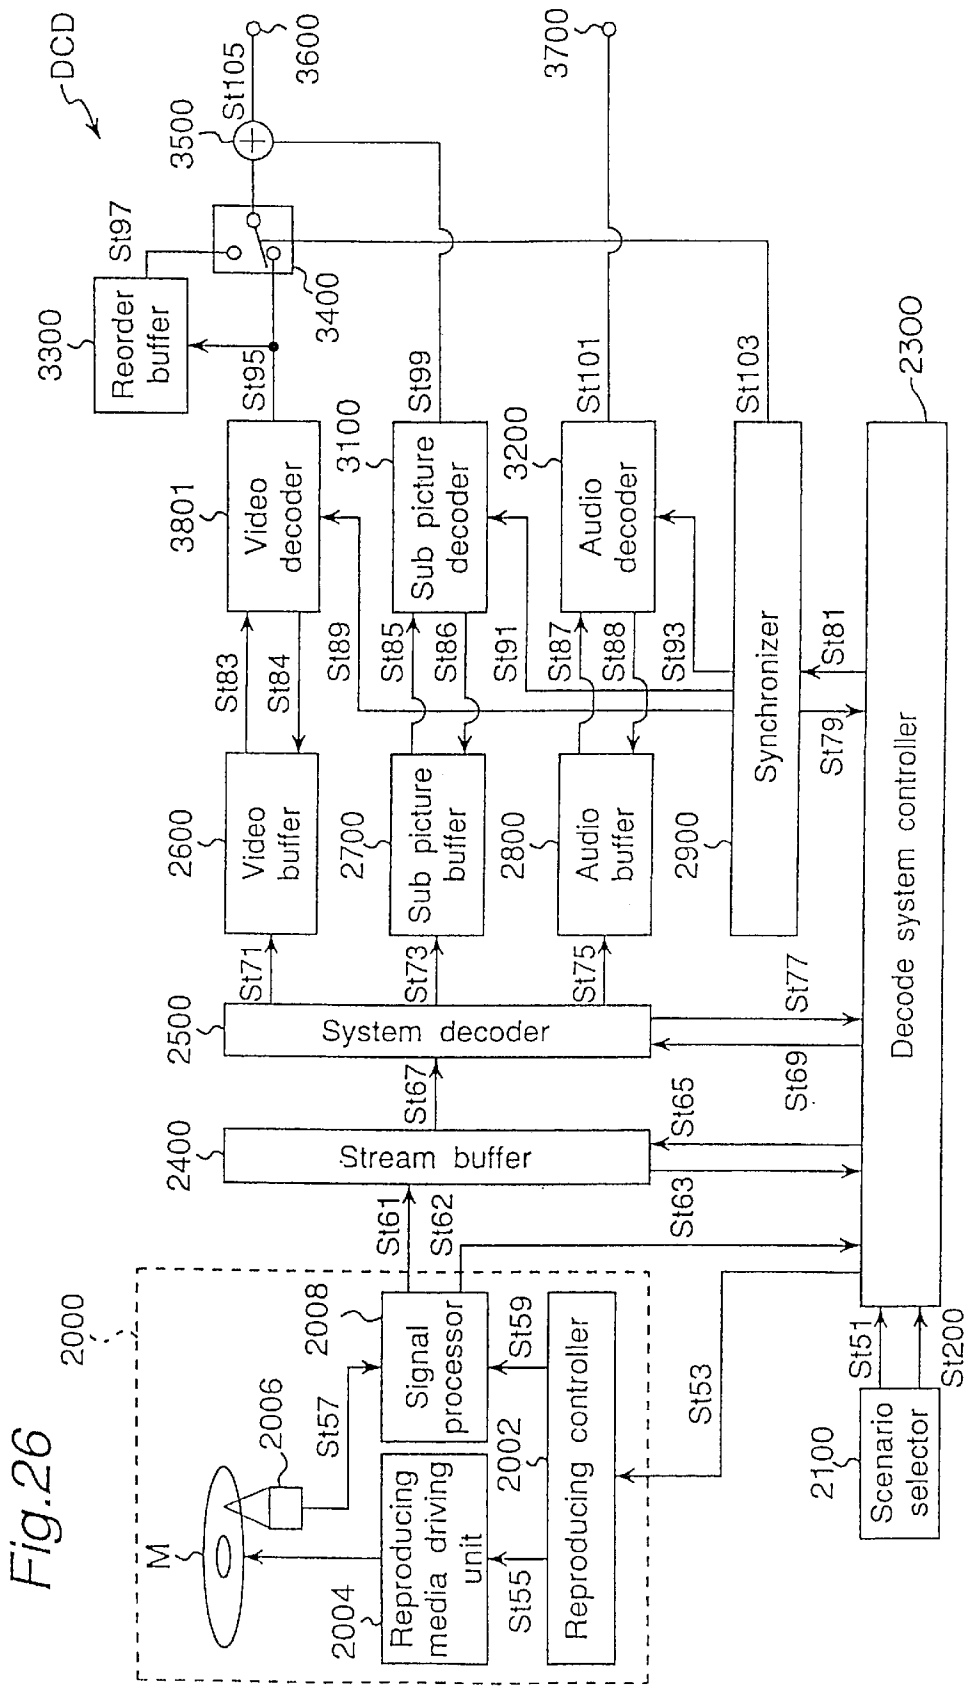 Fig.26
DCD
2000
M
2006
St57
2004
Reproducing
media driving
unit
2008
Signal
processor
St55
2002
St59
Reproducing controller
St61
St62
St53
2100
Scenario
selector
St51
St200
2400
Stream buffer
St63
St65
St67
2500
System decoder
St69
St77
St71
St73
St75
2600
Video
buffer
2700
Sub picture
buffer
2800
Audio
buffer
2900
Synchronizer
St79
St81
St83
St84
St89
St85
St86
St91
St87
St88
St93
3801
Video
decoder
3100
Sub picture
decoder
3200
Audio
decoder
2300
Decode system controller
St95
St99
St101
St103
3300
Reorder
buffer
St97
3400
3500
St105
3600
3700